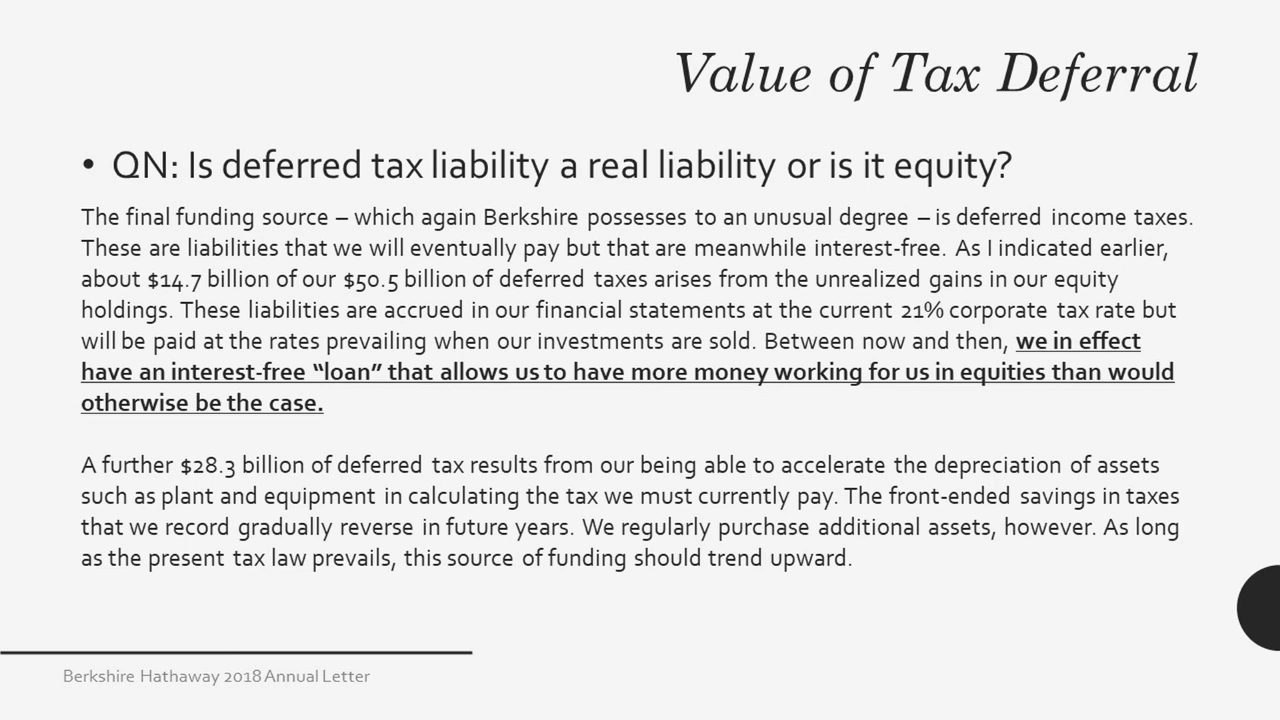 Value of Tax Deferral
• QN: Is deferred tax liability a real liability or is it equity?
The final funding source – which again Berkshire possesses to an unusual degree – is deferred income taxes.
These are liabilities that we will eventually pay but that are meanwhile interest-free. As I indicated earlier,
about $14.7 billion of our $50.5 billion of deferred taxes arises from the unrealized gains in our equity
holdings. These liabilities are accrued in our financial statements at the current 21% corporate tax rate but
will be paid at the rates prevailing when our investments are sold. Between now and then, we in effect
have an interest-free “loan” that allows us to have more money working for us in equities than would
otherwise be the case.
A further $28.3 billion of deferred tax results from our being able to accelerate the depreciation of assets
such as plant and equipment in calculating the tax we must currently pay. The front-ended savings in taxes
that we record gradually reverse in future years. We regularly purchase additional assets, however. As long
as the present tax law prevails, this source of funding should trend upward.
Berkshire Hathaway 2018 Annual Letter